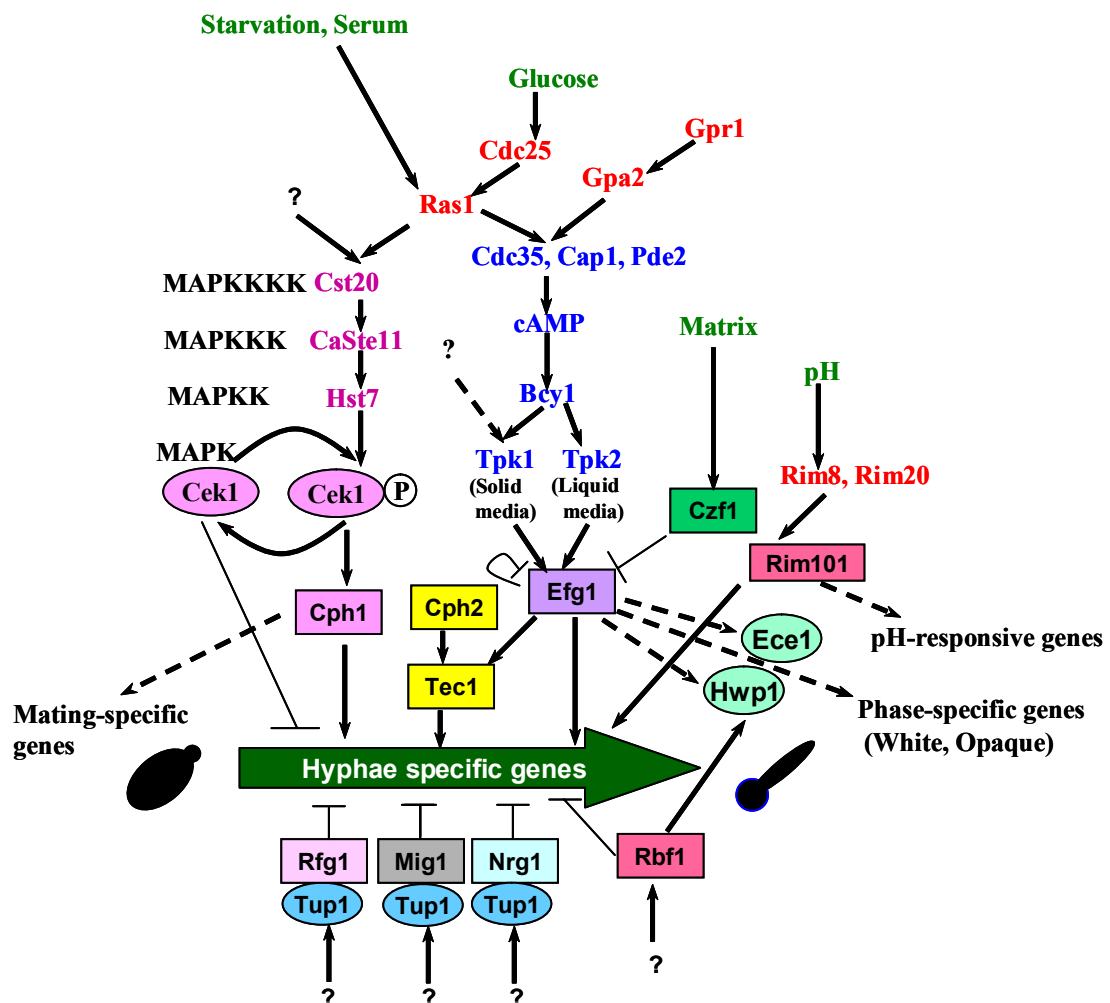 Starvation, Serum
Glucose
Gpr1
Cdc25
Gpa2
?
Ras1
Cdc35, Cap1, Pde2
MAPKKKK Cst20
cAMP
Matrix
MAPKKK CaSte11
?
pH
MAPKK Hst7
Bcy1
MAPK
Tpk1
Tpk2
(Solid
media)
(Liquid
media)
Rim8, Rim20
Cek1
Cek1
P
Czf1
Rim101
Efg1
Cph1
Cph2
Ece1
pH-responsive genes
Tec1
Hwp1
Mating-specific
genes
Phase-specific genes
(White, Opaque)
Hyphae specific genes
Rfg1
Mig1
Nrg1
Rbf1
Tup1
Tup1
Tup1
?
?
?
?